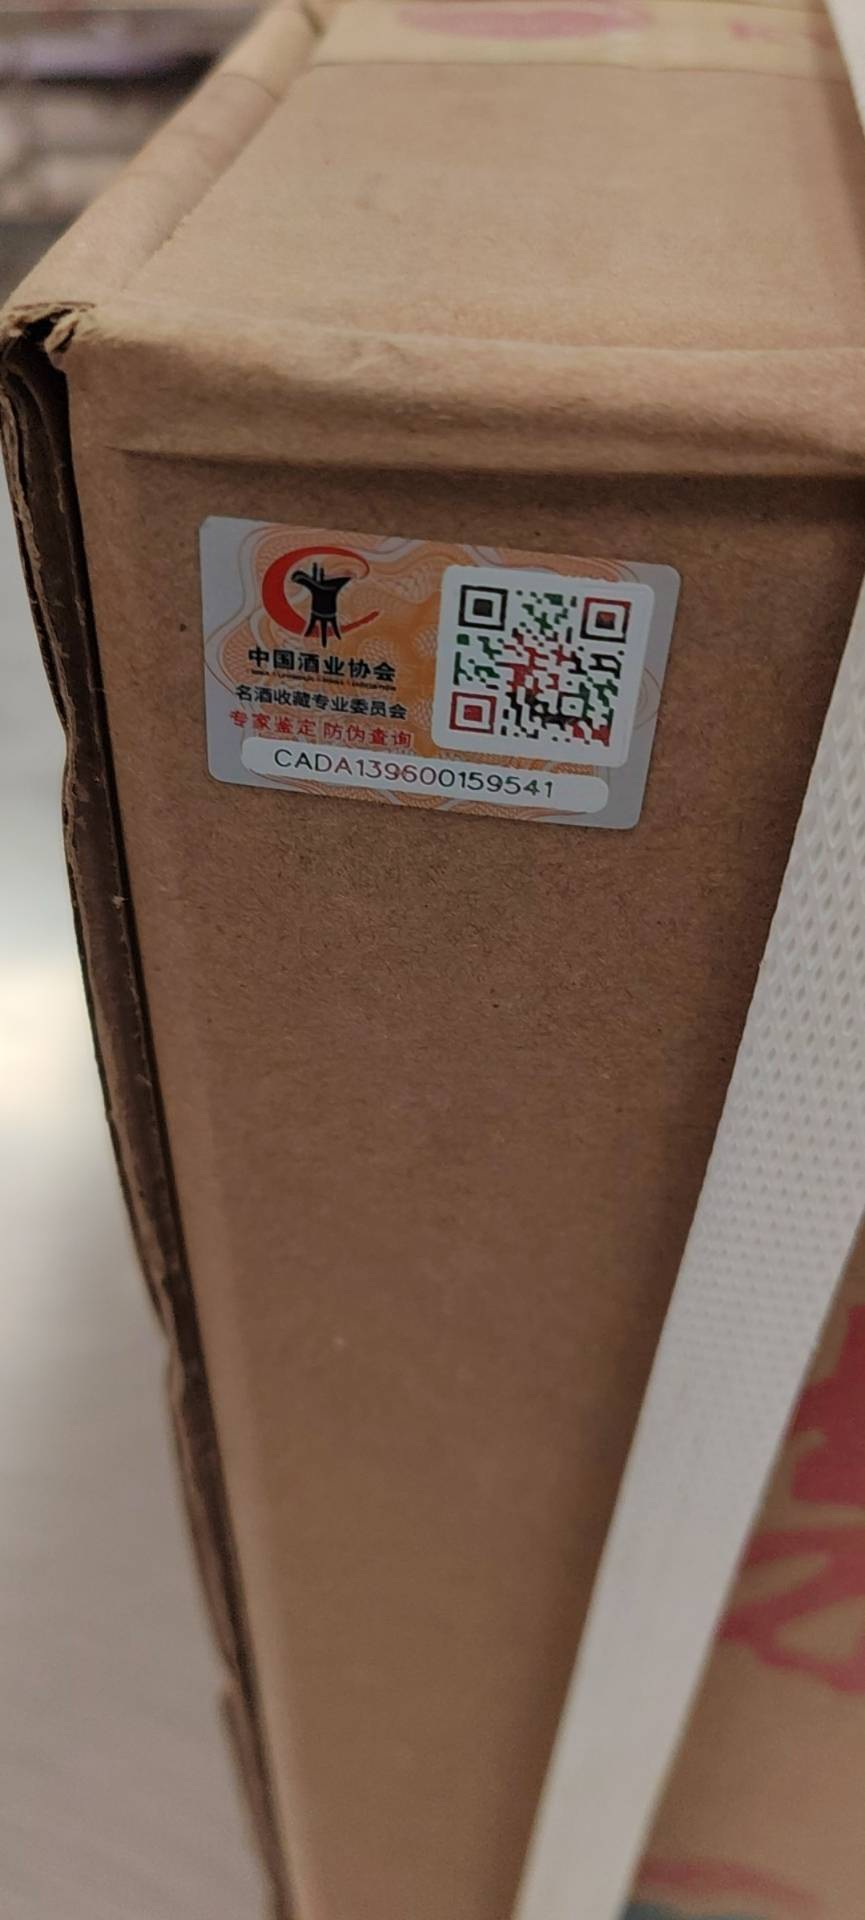 中国酒业协会
名酒收藏专业委员会
专家鉴定 防伪查询
CADA139600159541